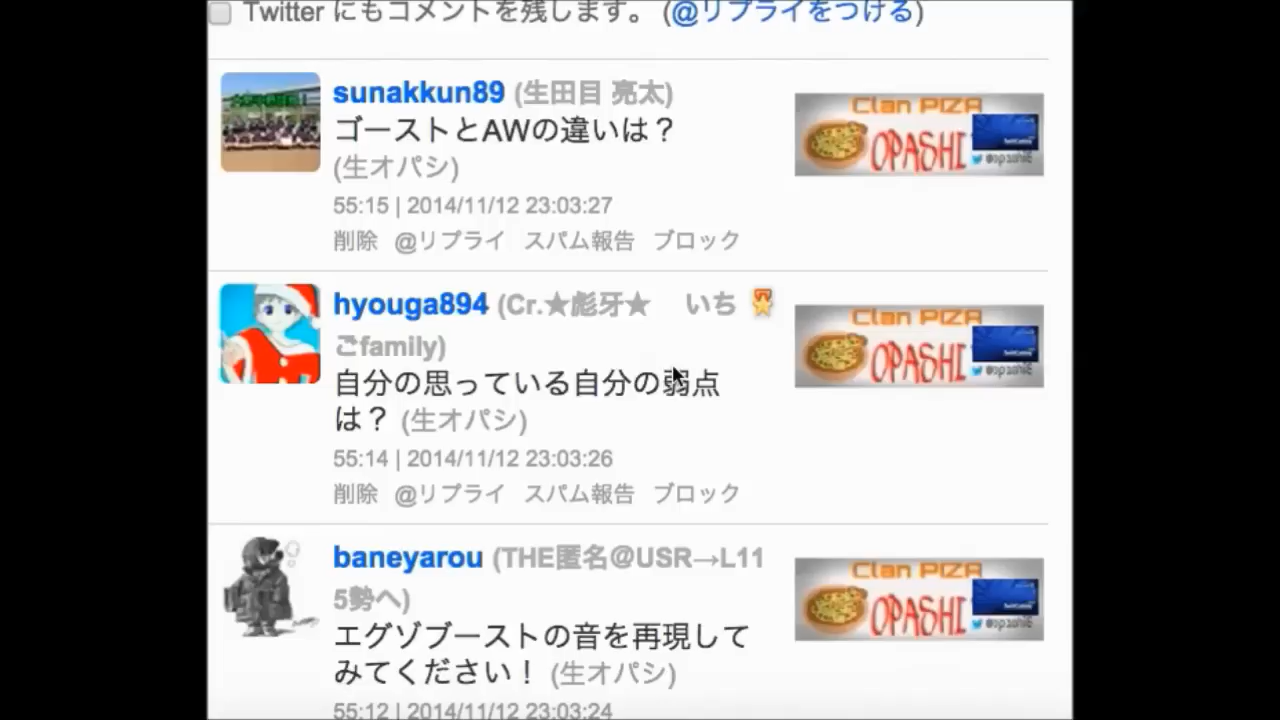 Twitter にもコメントを残します。 (@リプライをつける)
sunakkun89 (生田目 亮太)
ゴーストとAWの違いは？
(生オパシ)
55:15 | 2014/11/12 23:03:27
削除 @リプライ スパム報告 ブロック
Clan PIZA
OPASHI
hyouga894 (Cr.★彪牙★　いち
ごfamily)
自分の思っている自分の弱点
は？ (生オパシ)
55:14 | 2014/11/12 23:03:26
削除 @リプライ スパム報告 ブロック
Clan PIZA
OPASHI
baneyarou (THE匿名@USR→L11
5勢へ)
エグゾブーストの音を再現して
みてください！ (生オパシ)
55:12 | 2014/11/12 23:03:24
Clan PIZA
OPASHI